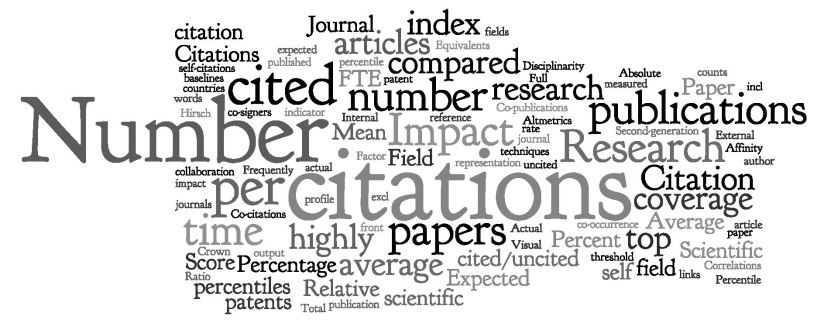 citation Journal index fields
Citations expected articles Equivalents
self-citations published percentile compared Disciplinarity
baselines cited FTE patent Full Absolute counts
countries number research measured Paper incl
words Co-publications publications
Hirsch co-signers indicator Internal reference Altmetrics Second-generation External
Number Mean Impact rate journal Research Affinity
Factor Field techniques author
collaboration Frequently actual representation uncited
impact per citations Citation
journals profile excl coverage
Co-citations
time highly front papers Actual co-occurrence Average article
Visual Percent top paper
Crown output cited/uncited threshold Scientific
Score Percentage average self field links Correlations
Ratio Expected Percentile
percentiles Relative scientific
patents Total publication